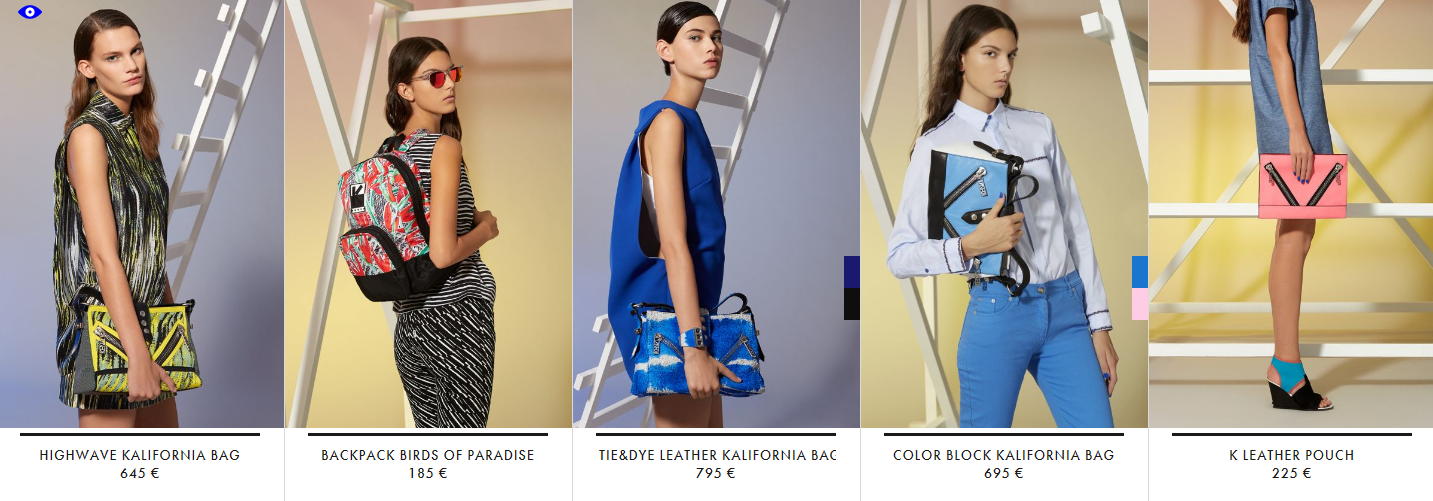 HIGHWAVE KALIFORNIA BAG
645 €
BACKPACK BIRDS OF PARADISE
185 €
TIE&DYE LEATHER KALIFORNIA BAG
795 €
COLOR BLOCK KALIFORNIA BAG
695 €
K LEATHER POUCH
225 €